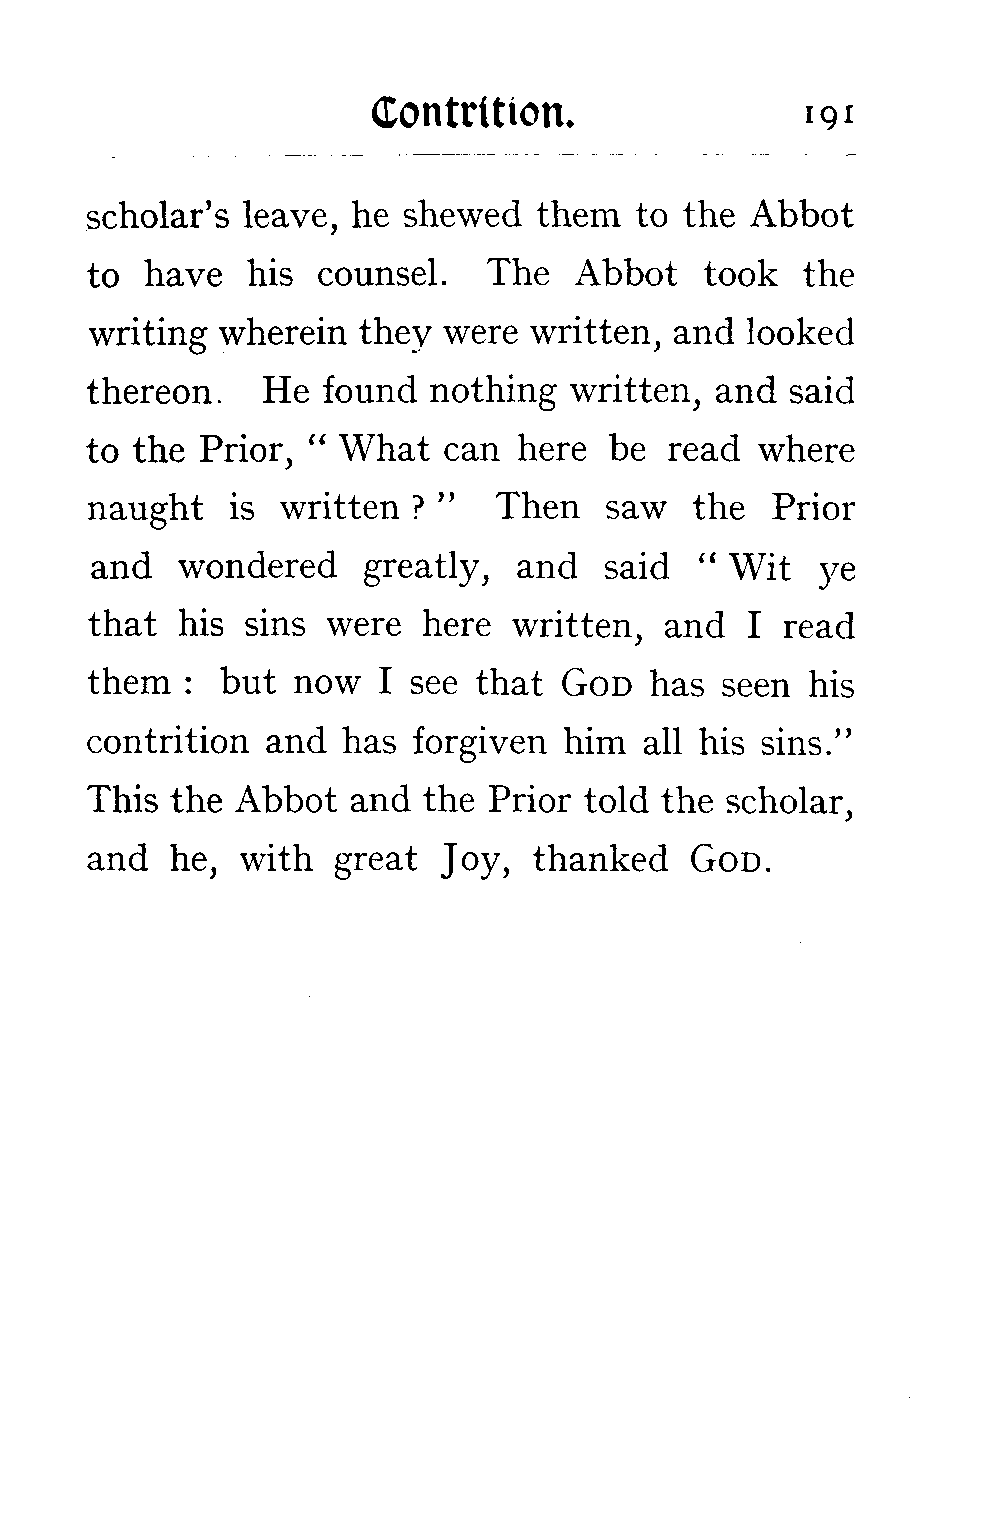 Contrition. 191
scholar's leave, he shewed them to the Abbot
to have his counsel. The Abbot took the
writing wherein they were written, and looked
thereon. He found nothing written, and said
to the Prior, “ What can here be read where
naught is written ? ” Then saw the Prior
and wondered greatly, and said “ Wit ye
that his sins were here written, and I read
them : but now I see that GOD has seen his
contrition and has forgiven him all his sins.”
This the Abbot and the Prior told the scholar,
and he, with great Joy, thanked GOD.